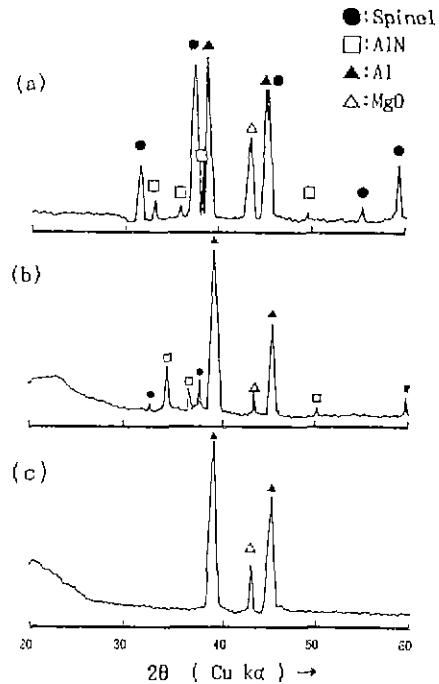 ●:Spinel
□:AlN
▲:Al
△:MgO
(a)
(b)
(c)
20 30 40 50 60
2θ ( Cu kα ) →